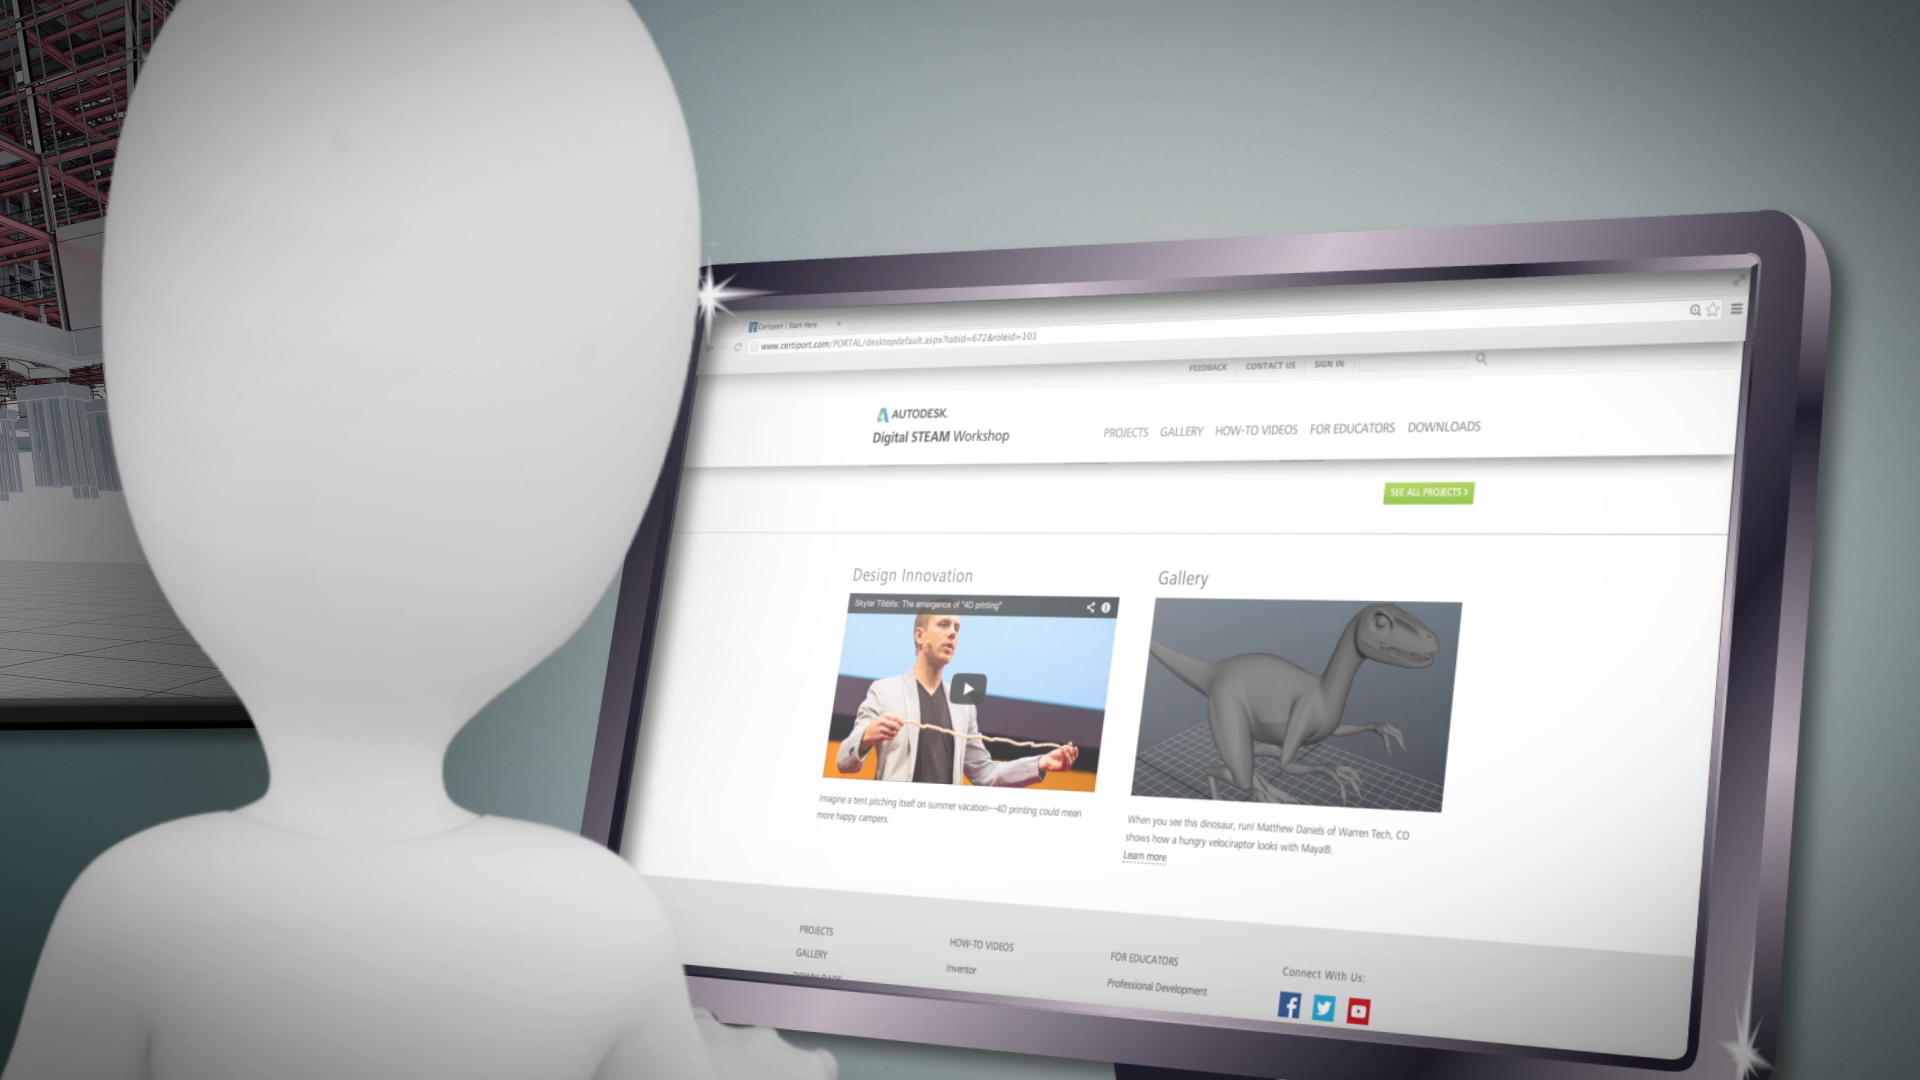 Certiport | Start Here
www.certiport.com/PORTAL/desktopdefault.aspx?tabid=672&roleid=101
FEEDBACK CONTACT US SIGN IN
AUTODESK
Digital STEAM Workshop
PROJECTS GALLERY HOW-TO VIDEOS FOR EDUCATORS DOWNLOADS
SEE ALL PROJECTS >
Design Innovation
Skylar Tibbits: The emergence of "4D printing"
Imagine a tent pitching itself on summer vacation—4D printing could mean
more happy campers.
Gallery
When you see this dinosaur, run! Matthew Daniels of Warren Tech, CO
shows how a hungry velociraptor looks with Maya®.
Learn more
PROJECTS
GALLERY
DOWNLOADS
HOW-TO VIDEOS
Inventor
FOR EDUCATORS
Professional Development
Connect With Us: